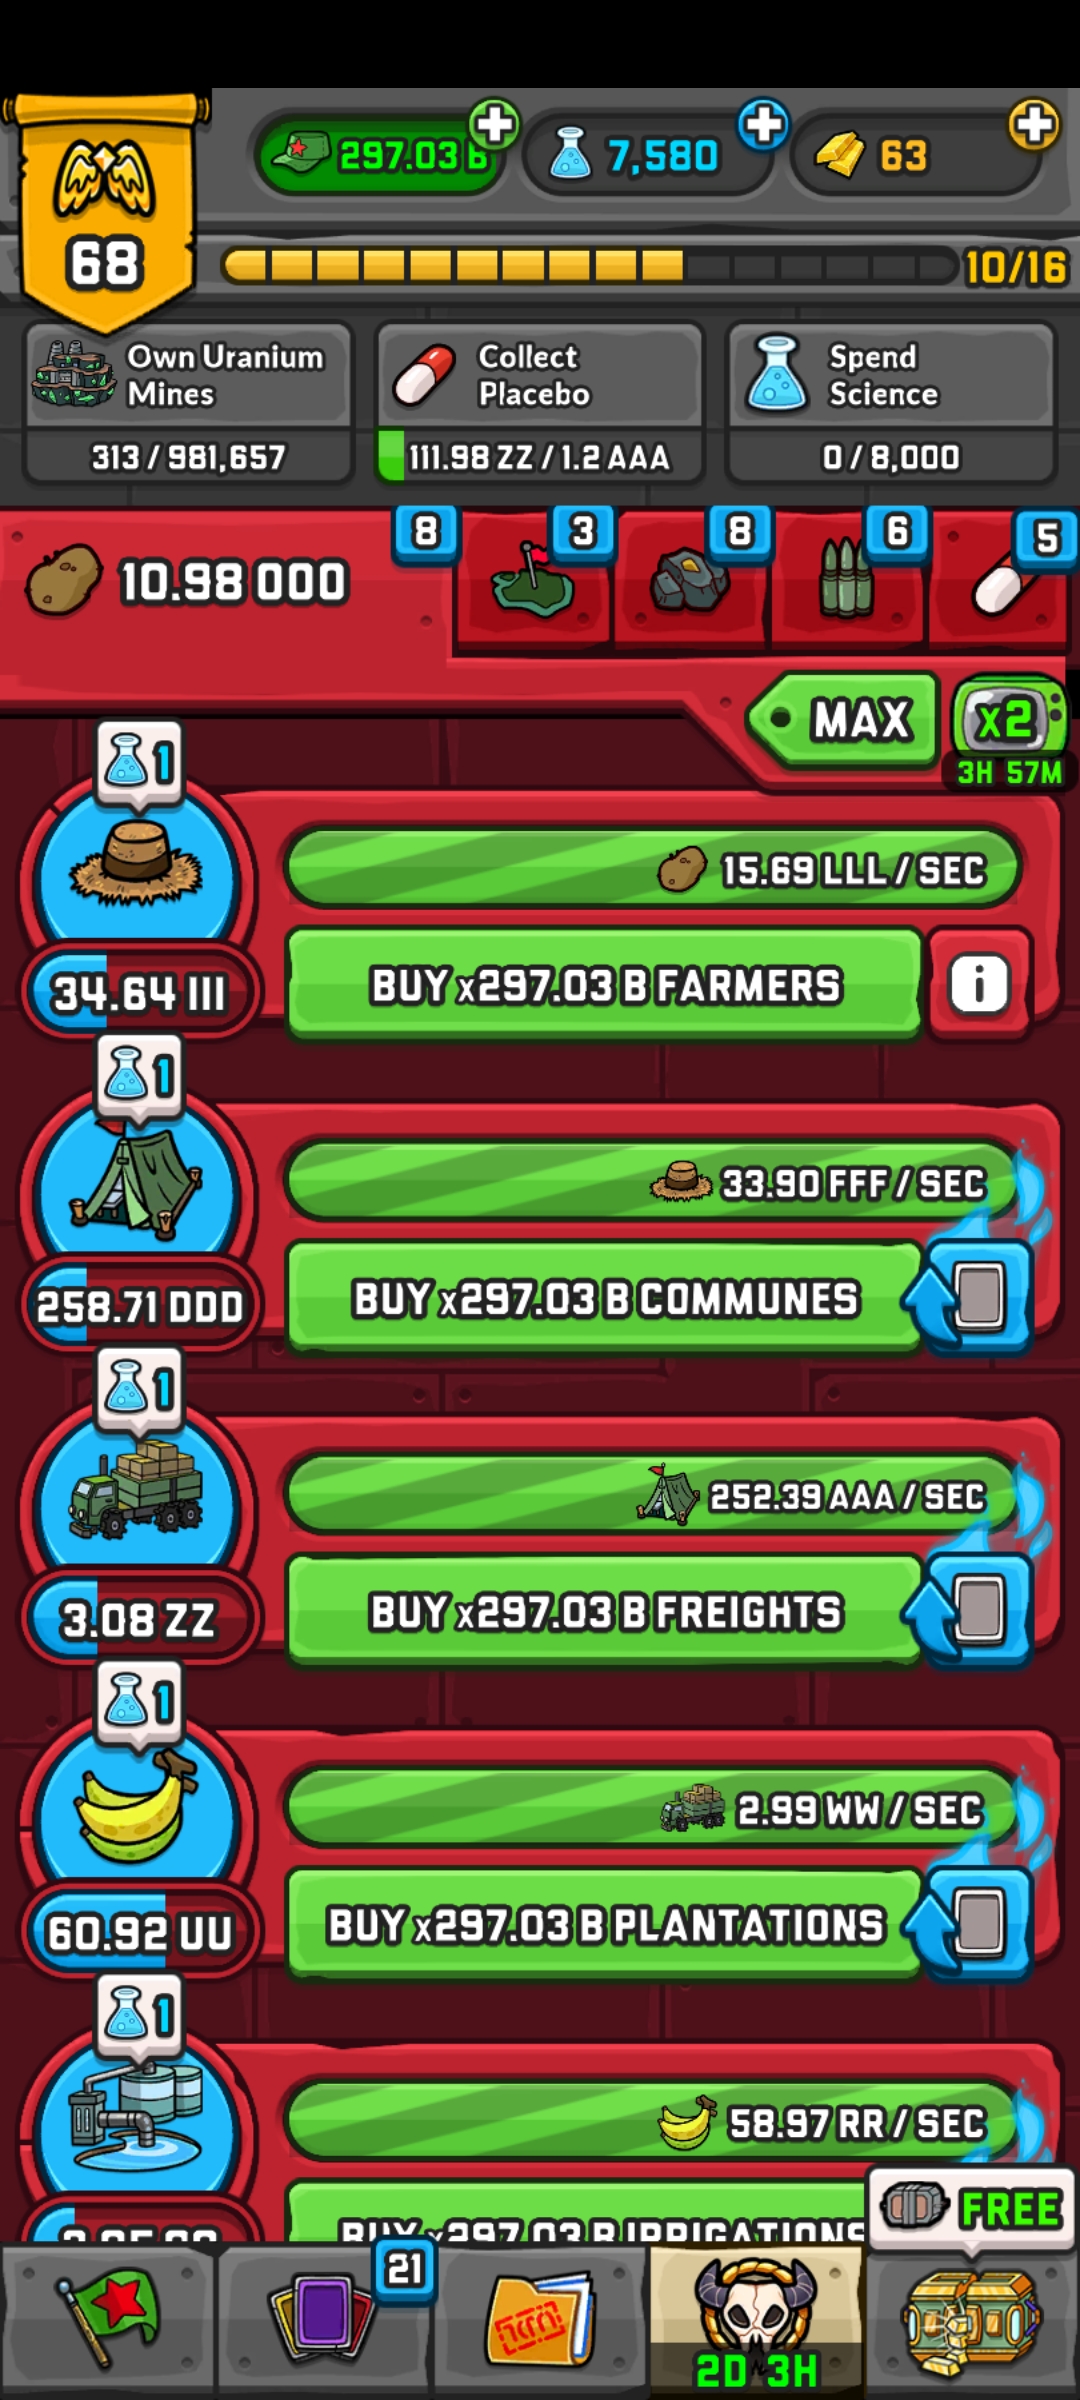 297.03 B
7,580
63
68
10/16
Own Uranium
Mines
313 / 981,657
Collect
Placebo
111.98 ZZ / 1.2 AAA
Spend
Science
0 / 8,000
10.98 OOO
8
3
8
6
5
MAX
x2
3H 57M
1
15.69 LLL / SEC
34.64 III
BUY x297.03 B FARMERS
i
1
33.90 FFF / SEC
258.71 DDD
BUY x297.03 B COMMUNES
1
252.39 AAA / SEC
3.08 ZZ
BUY x297.03 B FREIGHTS
1
2.99 WW / SEC
60.92 UU
BUY x297.03 B PLANTATIONS
1
58.97 RR / SEC
BUY x297.03 B IRRIGATIONS
FREE
21
2D 3H